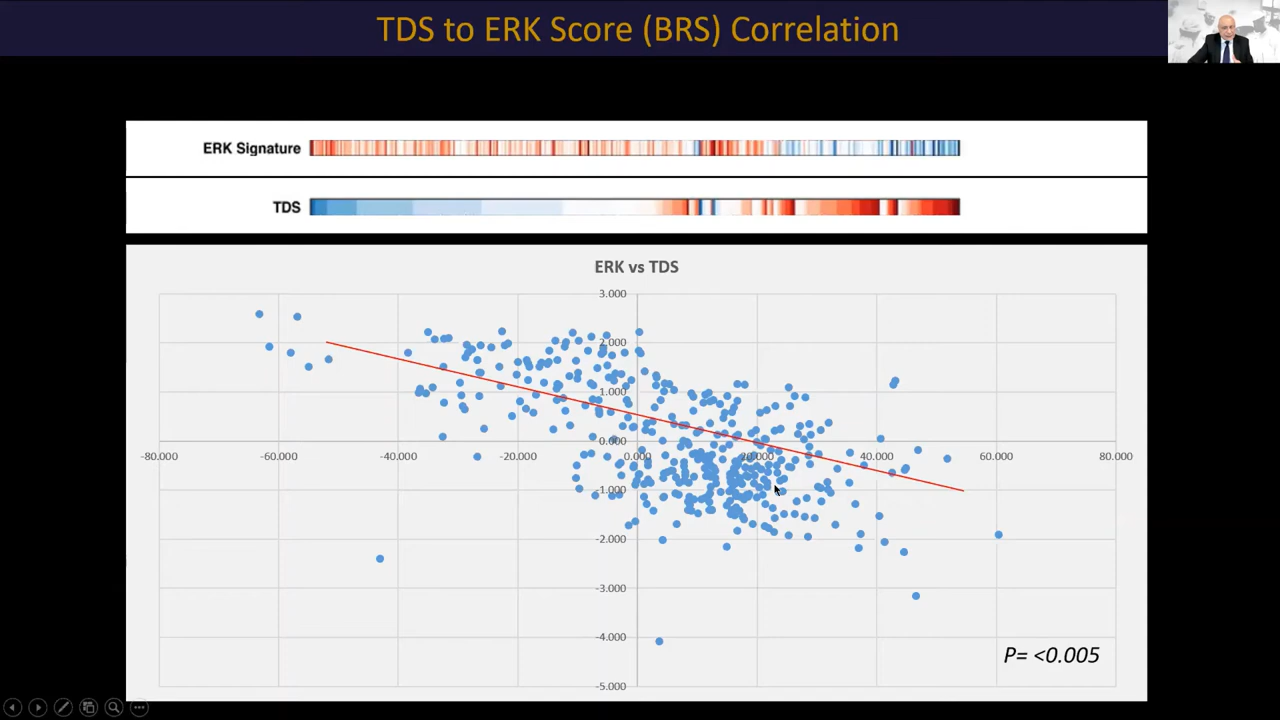 TDS to ERK Score (BRS) Correlation
ERK Signature
TDS
ERK vs TDS
3.000
2.000
1.000
0.000
-80.000 -60.000 -40.000 -20.000 0.000 20.000 40.000 60.000 80.000
-1.000
-2.000
-3.000
-4.000
P= <0.005
-5.000